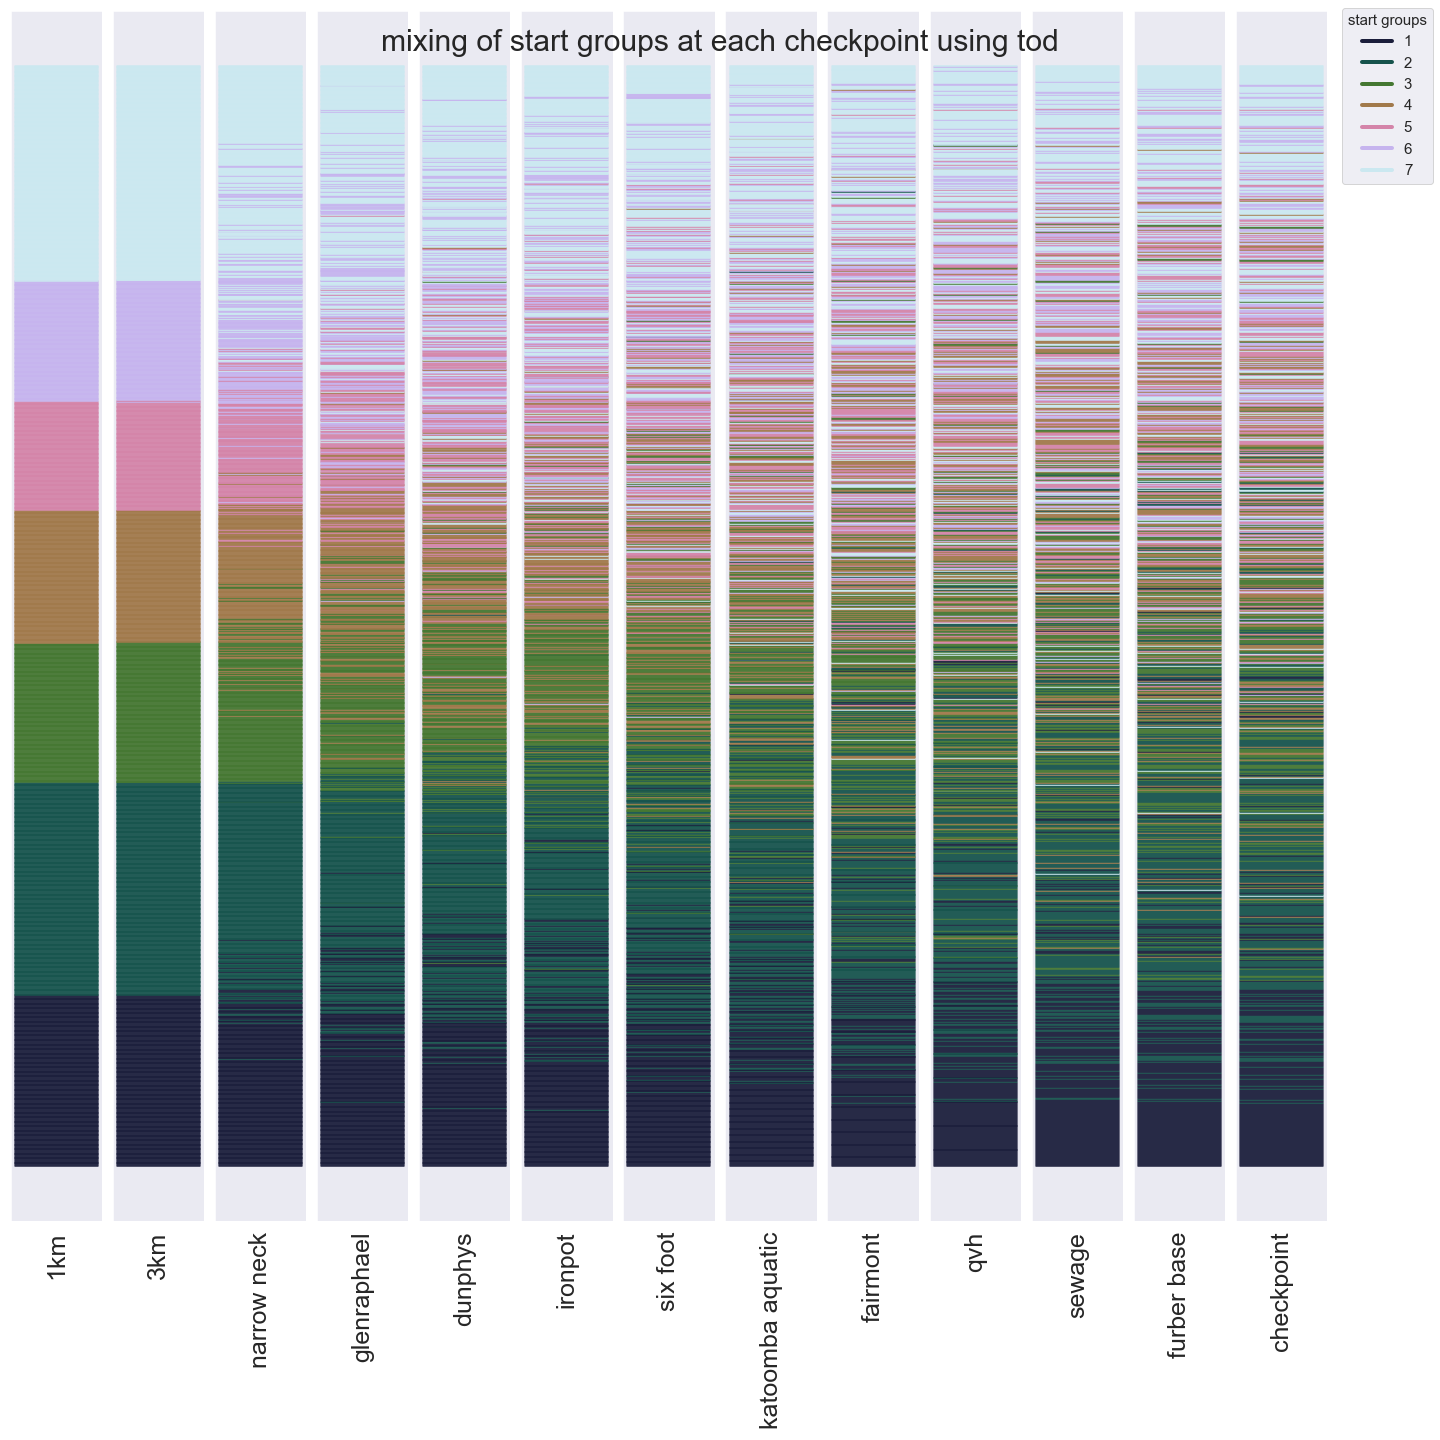 mixing of start groups at each checkpoint using tod
start groups
1
2
3
4
5
6
7
1km
3km
narrow neck
glenraphael
dunphys
ironpot
six foot
katoomba aquatic
fairmont
qvh
sewage
furber base
checkpoint